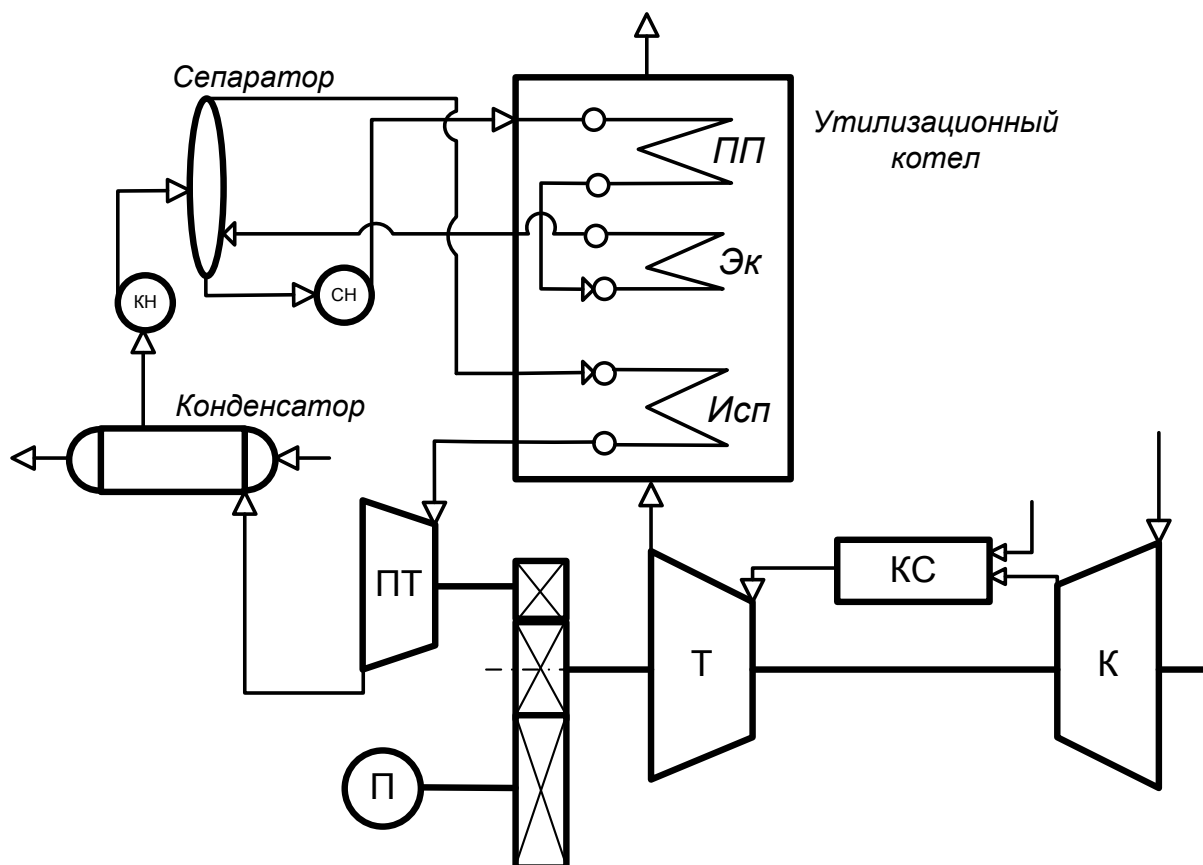 Сепаратор
Утилизационный
котел
ПП
Эк
КН
СН
Исп
Конденсатор
ПТ
КС
Т
К
П